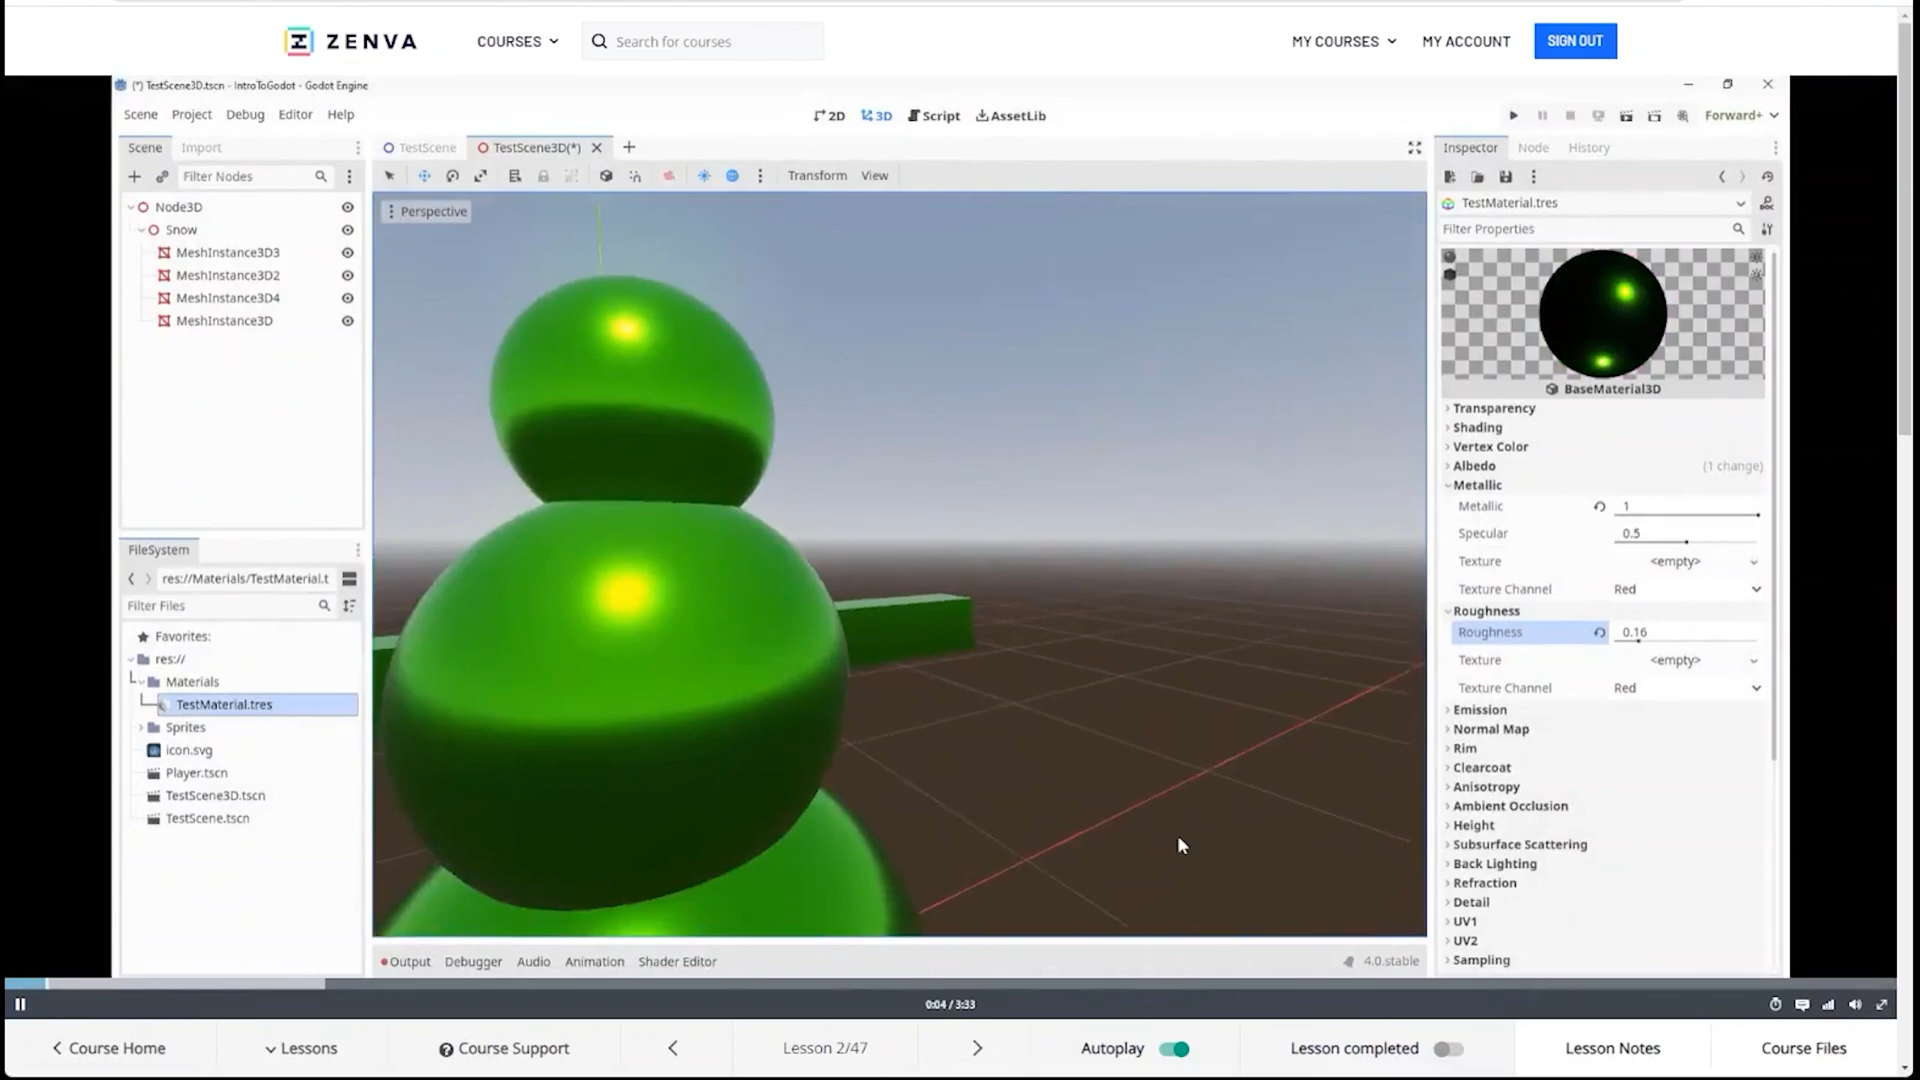 ZENVA
COURSES
Search for courses
MY COURSES
MY ACCOUNT
SIGN OUT
(*) TestScene3D.tscn - IntroToGodot - Godot Engine
Scene Project Debug Editor Help
2D 3D Script AssetLib
Forward+
Scene Import
Filter Nodes
Node3D
Snow
MeshInstance3D3
MeshInstance3D2
MeshInstance3D4
MeshInstance3D
FileSystem
res://Materials/TestMaterial.t
Filter Files
Favorites:
res://
Materials
TestMaterial.tres
Sprites
icon.svg
Player.tscn
TestScene3D.tscn
TestScene.tscn
TestScene TestScene3D(*)
Transform View
Perspective
Output Debugger Audio Animation Shader Editor
4.0.stable
Inspector Node History
TestMaterial.tres
Filter Properties
BaseMaterial3D
Transparency
Shading
Vertex Color
Albedo (1 change)
Metallic
Metallic 1
Specular 0.5
Texture <empty>
Texture Channel Red
Roughness
Roughness 0.16
Texture <empty>
Texture Channel Red
Emission
Normal Map
Rim
Clearcoat
Anisotropy
Ambient Occlusion
Height
Subsurface Scattering
Back Lighting
Refraction
Detail
UV1
UV2
Sampling
0:04 / 3:33
Course Home
Lessons
Course Support
Lesson 2/47
Autoplay
Lesson completed
Lesson Notes
Course Files